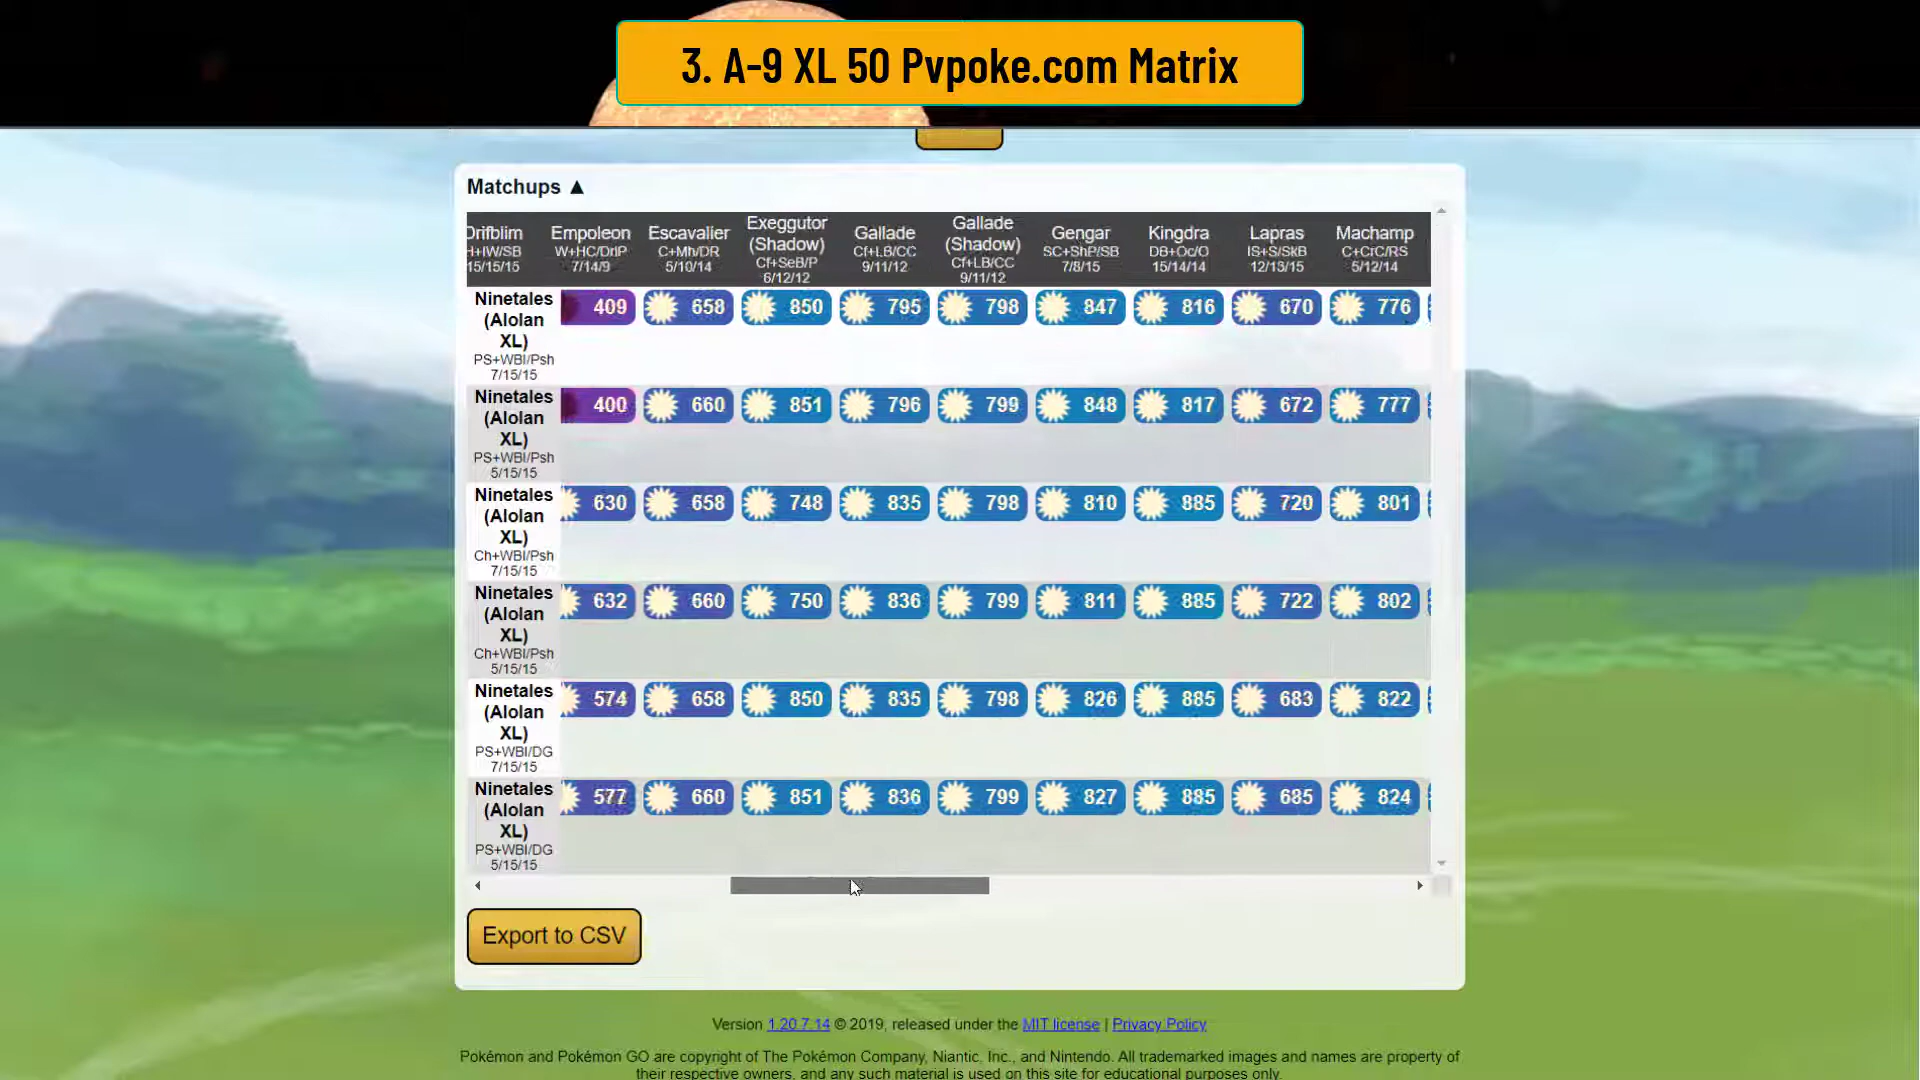 3. A-9 XL 50 Pvpoke.com Matrix
Matchups ▲
Drifblim
H+IW/SB
15/15/15
Empoleon
W+HC/DrlP
7/14/9
Escavalier
C+Mh/DR
5/10/14
Exeggutor
(Shadow)
Cf+SeB/P
6/12/12
Gallade
Cf+LB/CC
9/11/12
Gallade
(Shadow)
Cf+LB/CC
9/11/12
Gengar
SC+ShP/SB
7/8/15
Kingdra
DB+Oc/O
15/14/14
Lapras
IS+S/SkB
12/13/15
Machamp
C+CrC/RS
5/12/14
Ninetales
(Alolan
XL)
PS+WBl/Psh
7/15/15
409 658 850 795 798 847 816 670 776
Ninetales
(Alolan
XL)
PS+WBl/Psh
5/15/15
400 660 851 796 799 848 817 672 777
Ninetales
(Alolan
XL)
Ch+WBl/Psh
7/15/15
630 658 748 835 798 810 885 720 801
Ninetales
(Alolan
XL)
Ch+WBl/Psh
5/15/15
632 660 750 836 799 811 885 722 802
Ninetales
(Alolan
XL)
PS+WBl/DG
7/15/15
574 658 850 835 798 826 885 683 822
Ninetales
(Alolan
XL)
PS+WBl/DG
5/15/15
577 660 851 836 799 827 885 685 824
Export to CSV
Version 1.20.7.14 © 2019, released under the MIT license | Privacy Policy
Pokémon and Pokémon GO are copyright of The Pokémon Company, Niantic, Inc., and Nintendo. All trademarked images and names are property of
their respective owners, and any such material is used on this site for educational purposes only.